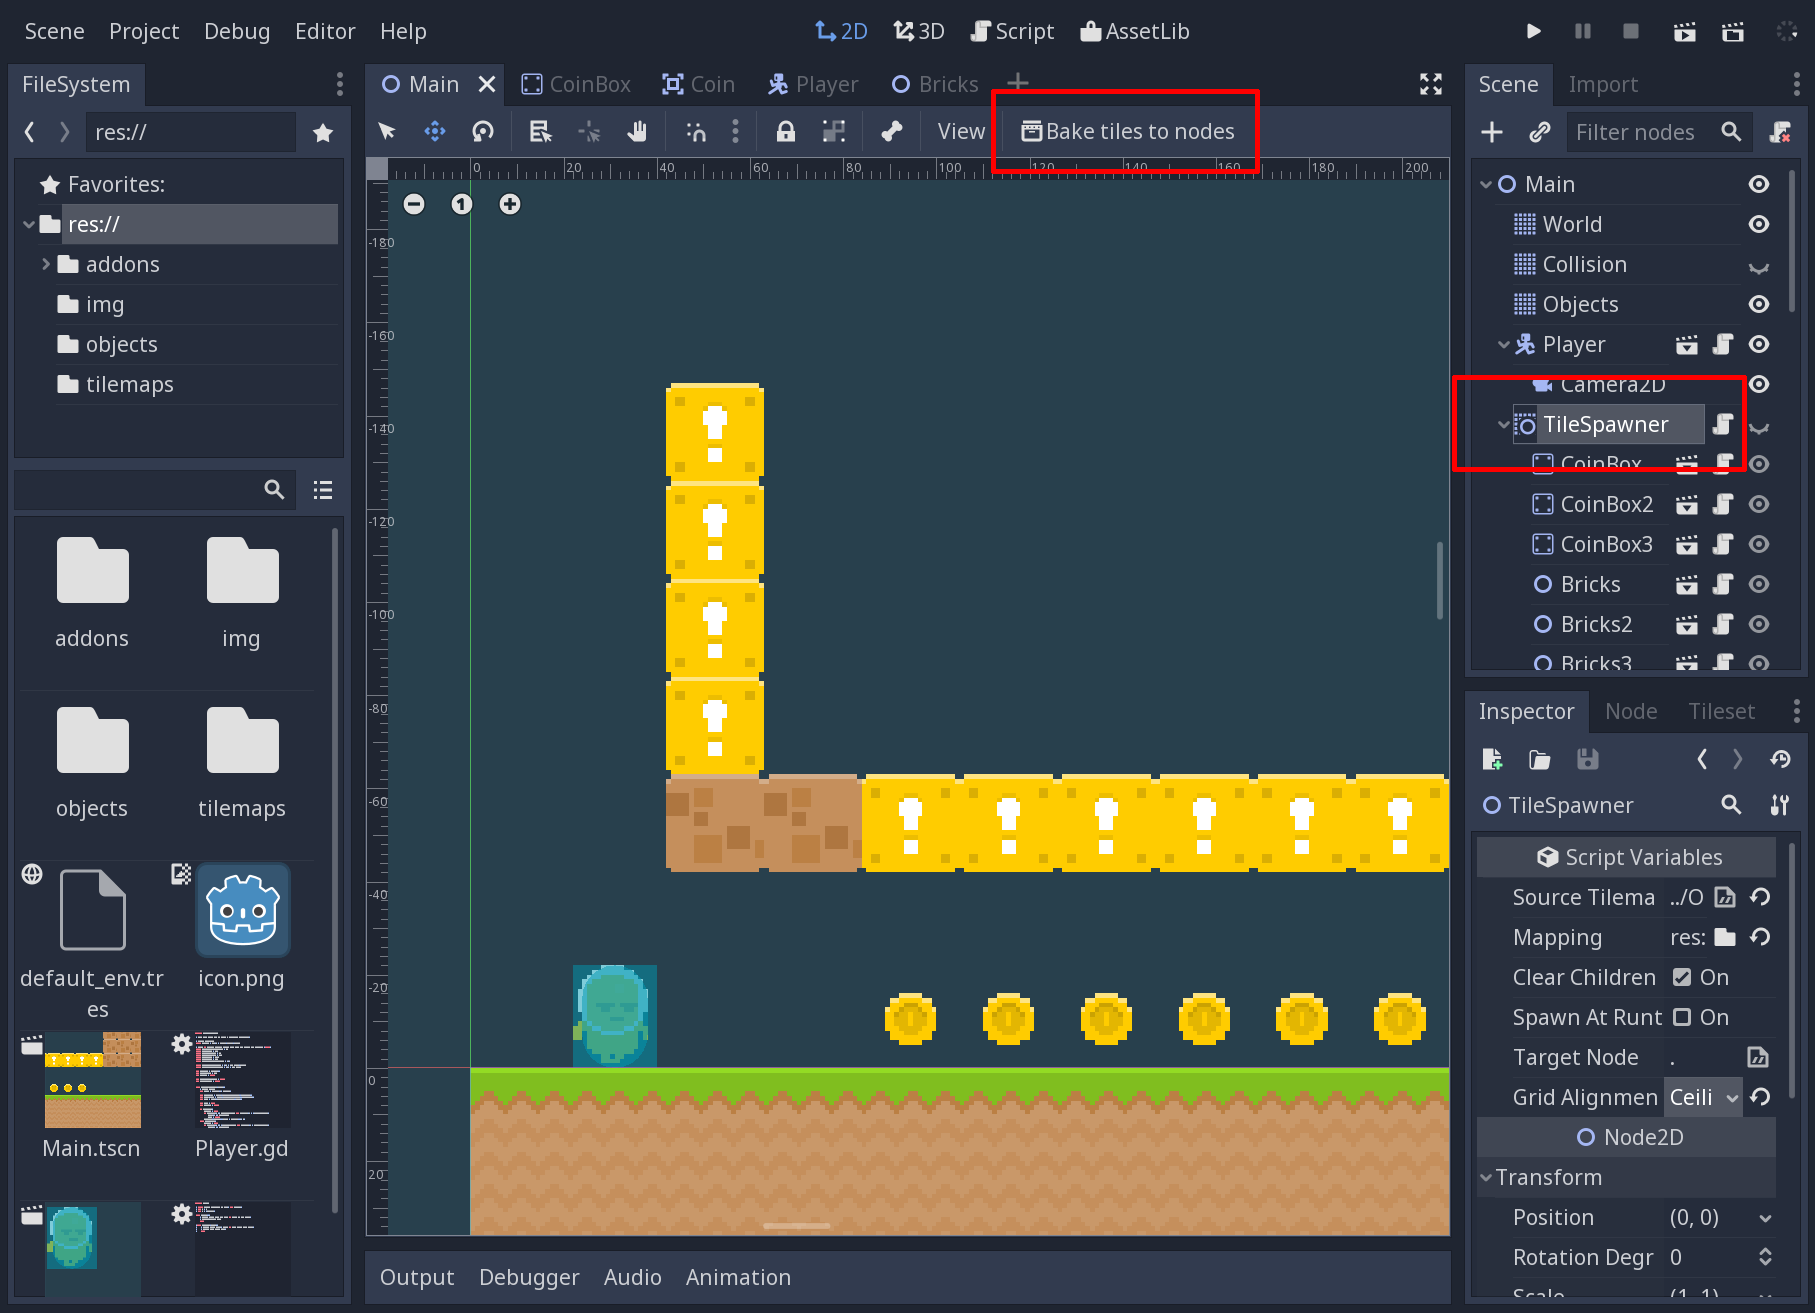 Scene Project Debug Editor Help
2D 3D Script AssetLib
FileSystem
res://
Favorites:
res://
addons
img
objects
tilemaps
addons img
objects tilemaps
default_env.tr
es
icon.png
Main.tscn Player.gd
Main CoinBox Coin Player Bricks
View Bake tiles to nodes
0 20 40 60 80 100 120 140 160 180 200
1
-180
-160
-140
-120
-100
-80
-60
-40
-20
0
20
Output Debugger Audio Animation
Scene Import
Filter nodes
Main
World
Collision
Objects
Player
Camera2D
TileSpawner
CoinBox
CoinBox2
CoinBox3
Bricks
Bricks2
Bricks3
Inspector Node Tileset
TileSpawner
Script Variables
Source Tilema ../O
Mapping res:
Clear Children On
Spawn At Runt On
Target Node .
Grid Alignmen Ceili
Node2D
Transform
Position (0, 0)
Rotation Degr 0
Scale (1, 1)